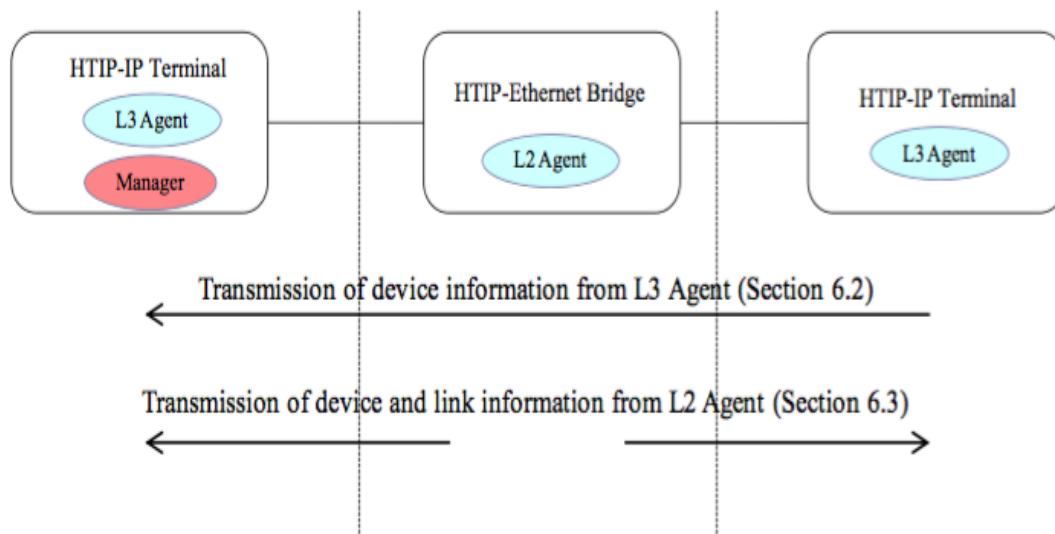 HTIP-IP Terminal
L3 Agent
Manager
HTIP-Ethernet Bridge
L2 Agent
HTIP-IP Terminal
L3 Agent
Transmission of device information from L3 Agent (Section 6.2)
Transmission of device and link information from L2 Agent (Section 6.3)